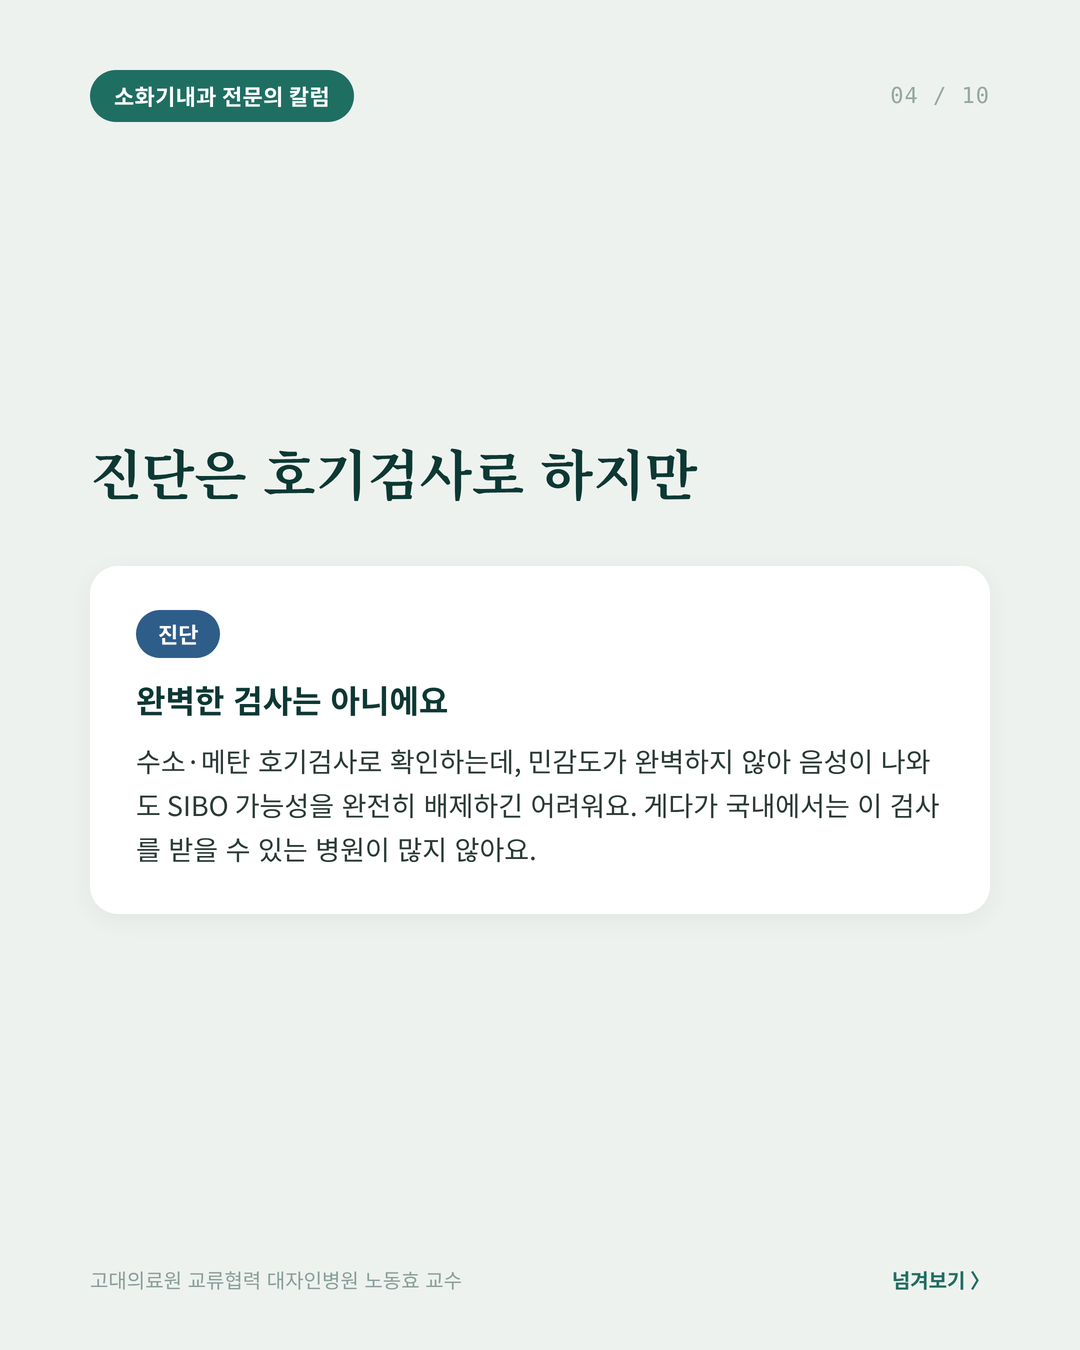 소화기내과 전문의 칼럼
04 / 10
진단은 호기검사로 하지만
진단
완벽한 검사는 아니에요
수소·메탄 호기검사로 확인하는데, 민감도가 완벽하지 않아 음성이 나와
도 SIBO 가능성을 완전히 배제하긴 어려워요. 게다가 국내에서는 이 검사
를 받을 수 있는 병원이 많지 않아요.
고대의료원 교류협력 대자인병원 노동효 교수
넘겨보기 〉